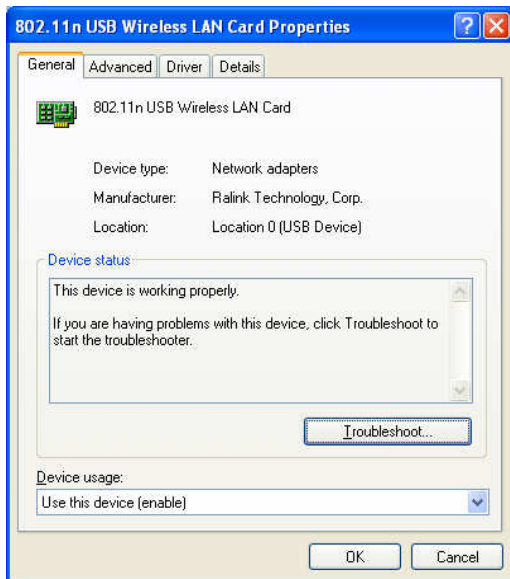 802.11n USB Wireless LAN Card Properties
General Advanced Driver Details
802.11n USB Wireless LAN Card
Device type: Network adapters
Manufacturer: Ralink Technology, Corp.
Location: Location 0 (USB Device)
Device status
This device is working properly.
If you are having problems with this device, click Troubleshoot to
start the troubleshooter.
Troubleshoot...
Device usage:
Use this device (enable)
OK Cancel